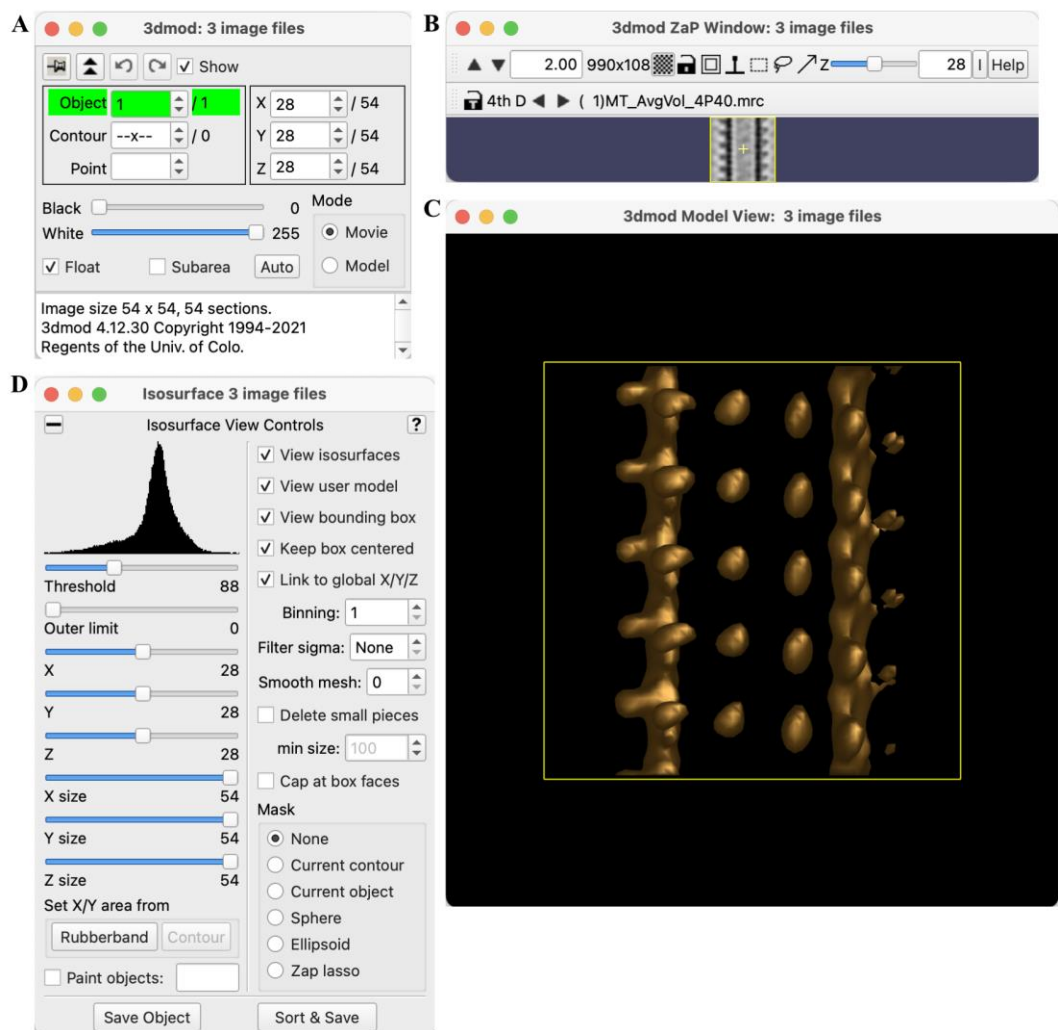 A
3dmod: 3 image files
Show
Object 1 / 1
Contour --x-- / 0
Point
X 28 / 54
Y 28 / 54
Z 28 / 54
Black 0
White 255
Mode
Movie
Model
Float Subarea Auto
Image size 54 x 54, 54 sections.
3dmod 4.12.30 Copyright 1994-2021
Regents of the Univ. of Colo.
B
3dmod ZaP Window: 3 image files
2.00 990x108 Z 28 I Help
4th D ( 1)MT_AvgVol_4P40.mrc
C
3dmod Model View: 3 image files
D
Isosurface 3 image files
Isosurface View Controls ?
Threshold 88
Outer limit 0
X 28
Y 28
Z 28
X size 54
Y size 54
Z size 54
Set X/Y area from
Rubberband Contour
Paint objects:
View isosurfaces
View user model
View bounding box
Keep box centered
Link to global X/Y/Z
Binning: 1
Filter sigma: None
Smooth mesh: 0
Delete small pieces
min size: 100
Cap at box faces
Mask
None
Current contour
Current object
Sphere
Ellipsoid
Zap lasso
Save Object Sort & Save